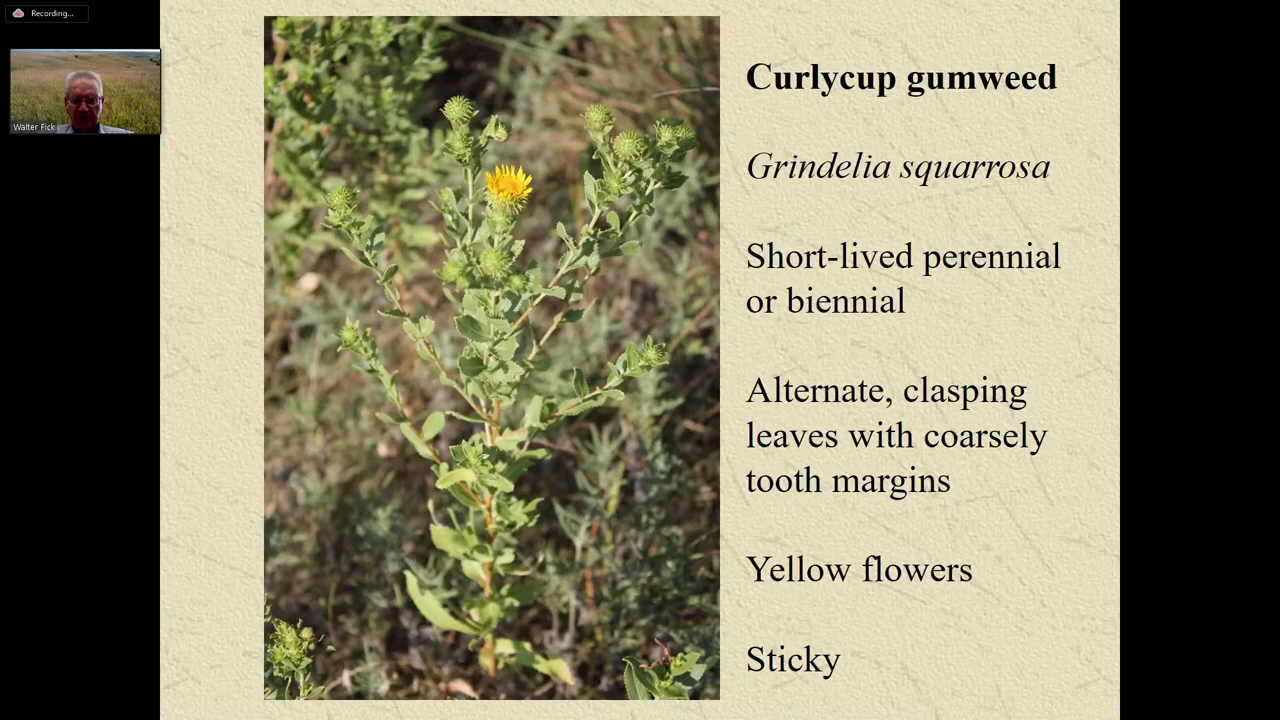 Recording...
Walter Fick
Curlycup gumweed
Grindelia squarrosa
Short-lived perennial
or biennial
Alternate, clasping
leaves with coarsely
tooth margins
Yellow flowers
Sticky